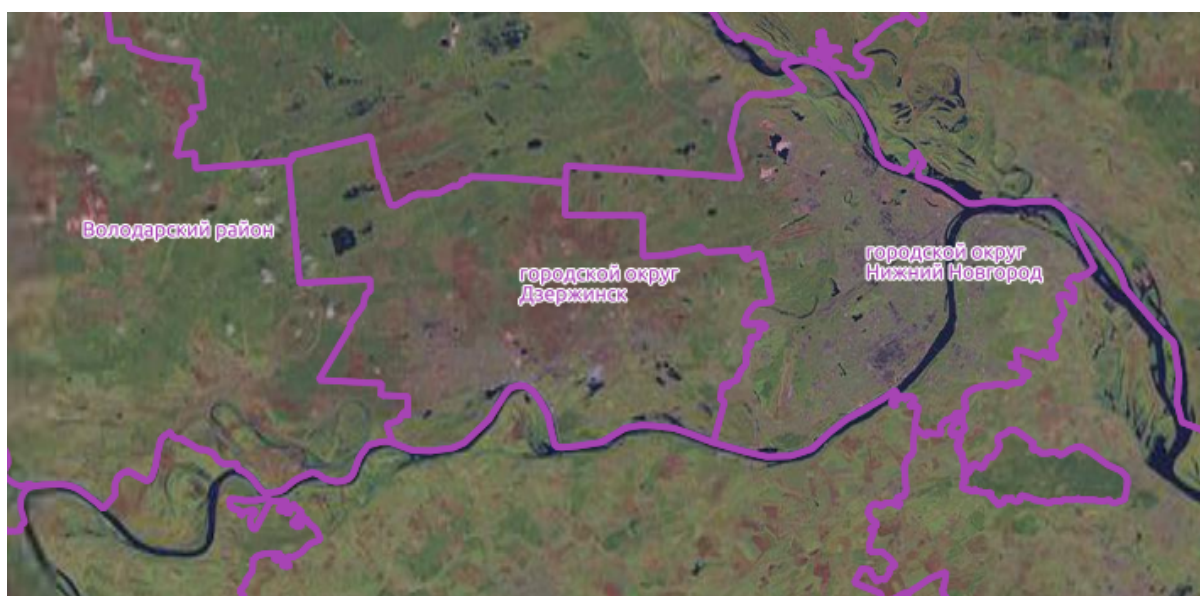 Володарский район
городской округ
Нижний Новгород
городской округ
Дзержинск